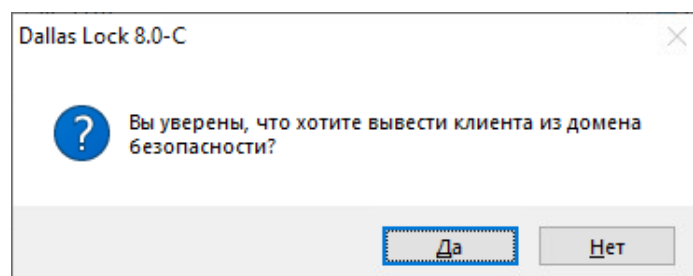 Dallas Lock 8.0-C
Вы уверены, что хотите вывести клиента из домена
безопасности?
Да
Нет